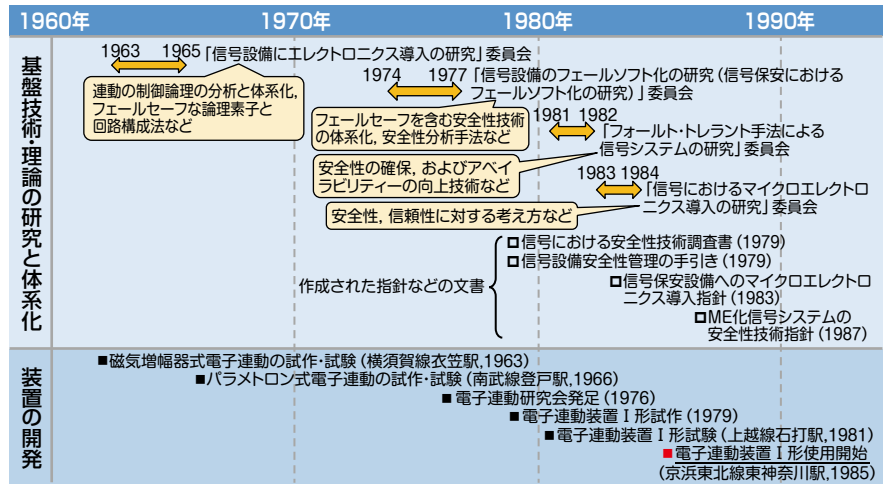 1960年
1970年
1980年
1990年
基盤技術・理論の研究と体系化
1963
1965
「信号設備にエレクトロニクス導入の研究」委員会
連動の制御論理の分析と体系化,
フェールセーフな論理素子と
回路構成法など
1974
1977
「信号設備のフェールソフト化の研究(信号保安における
フェールソフト化の研究)」委員会
フェールセーフを含む安全性技術
の体系化, 安全性分析手法など
1981
1982
「フォールト・トレラント手法による
信号システムの研究」委員会
安全性の確保, およびアベイ
ラビリティーの向上技術など
1983
1984
「信号におけるマイクロエレクトロ
ニクス導入の研究」委員会
安全性, 信頼性に対する考え方など
作成された指針などの文書
信号における安全性技術調査書(1979)
信号設備安全性管理の手引き(1979)
信号保安設備へのマイクロエレクトロ
ニクス導入指針(1983)
ME化信号システムの
安全性技術指針(1987)
装置の開発
■磁気増幅器式電子連動の試作・試験(横須賀線衣笠駅,1963)
■パラメトロン式電子連動の試作・試験(南武線登戸駅,1966)
■電子連動研究会発足(1976)
■電子連動装置Ⅰ形試作(1979)
■電子連動装置Ⅰ形試験(上越線石打駅,1981)
■電子連動装置Ⅰ形使用開始
(京浜東北線東神奈川駅,1985)